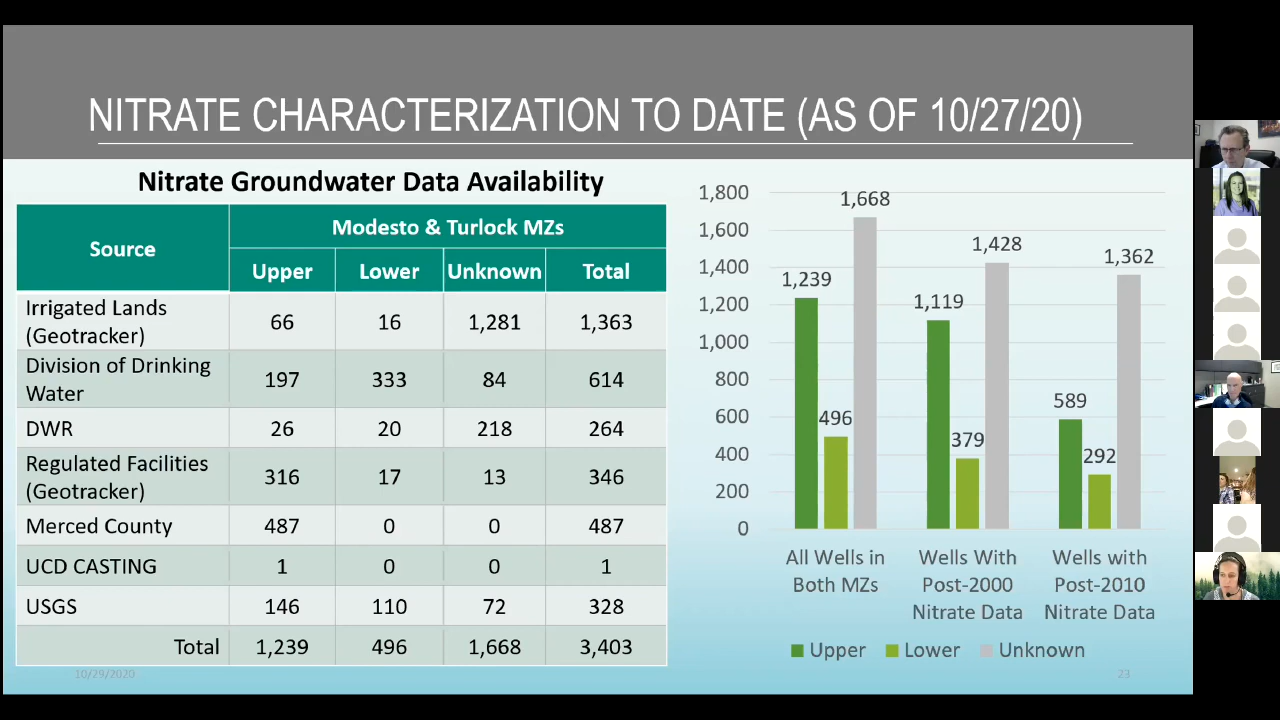 NITRATE CHARACTERIZATION TO DATE (AS OF 10/27/20)
Nitrate Groundwater Data Availability
Source
Modesto & Turlock MZs
Upper Lower Unknown Total
Irrigated Lands
(Geotracker) 66 16 1,281 1,363
Division of Drinking
Water 197 333 84 614
DWR 26 20 218 264
Regulated Facilities
(Geotracker) 316 17 13 346
Merced County 487 0 0 487
UCD CASTING 1 0 0 1
USGS 146 110 72 328
Total 1,239 496 1,668 3,403
1,800
1,600
1,400
1,200
1,000
800
600
400
200
0
1,239
496
1,668
1,119
379
1,428
589
292
1,362
All Wells in
Both MZs
Wells With
Post-2000
Nitrate Data
Wells with
Post-2010
Nitrate Data
Upper Lower Unknown
10/29/2020
23